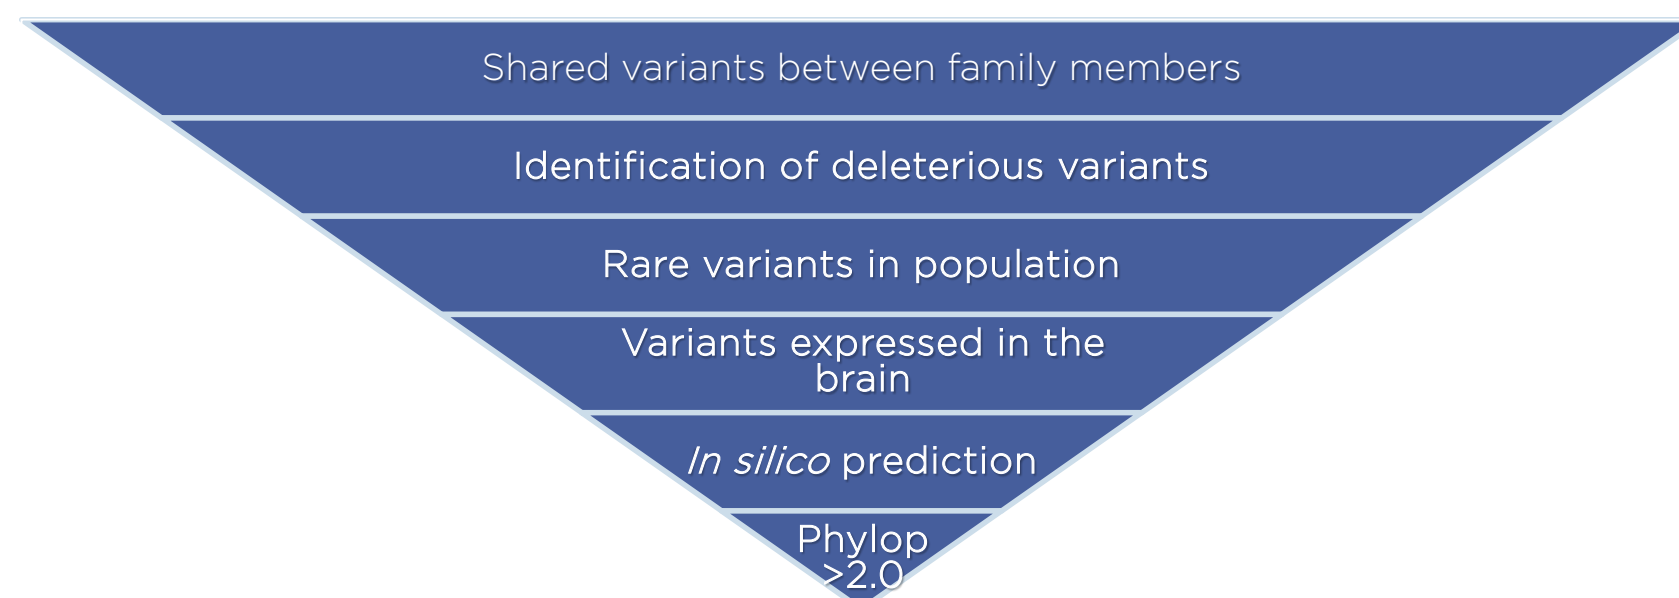 Shared variants between family members
Identification of deleterious variants
Rare variants in population
Variants expressed in the
brain
In silico prediction
Phylop
>2.0